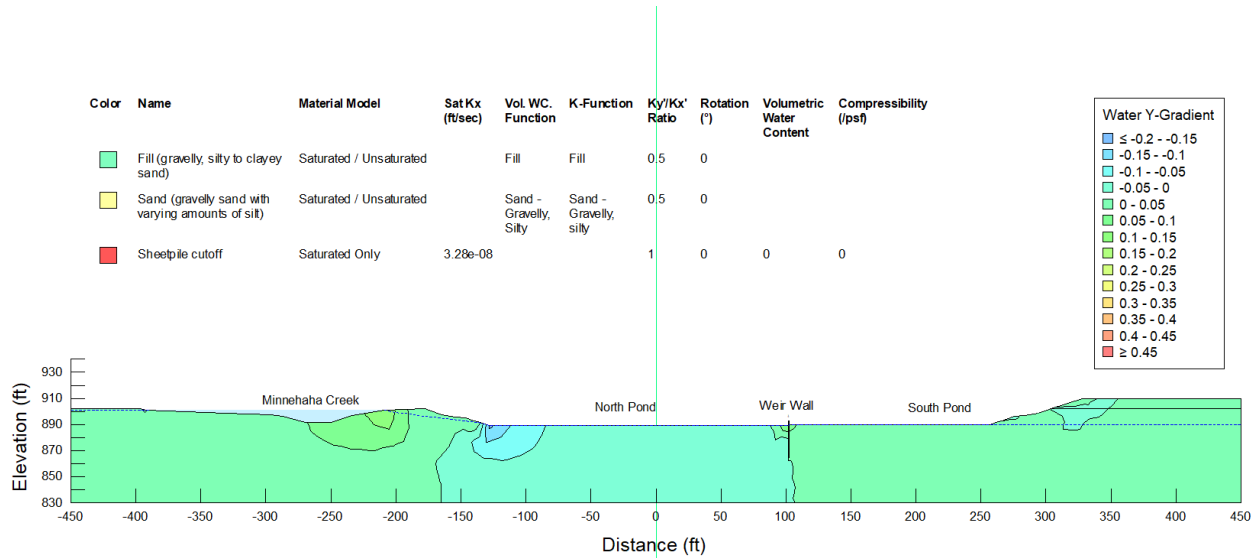 Color Name Material Model Sat Kx (ft/sec) Vol. WC. Function K-Function Ky'/Kx' Ratio Rotation (°) Volumetric Water Content Compressibility (/psf)
Fill (gravelly, silty to clayey sand) Saturated / Unsaturated Fill Fill 0.5 0
Sand (gravelly sand with varying amounts of silt) Saturated / Unsaturated Sand - Gravelly, Silty Sand - Gravelly, silty 0.5 0
Sheetpile cutoff Saturated Only 3.28e-08 1 0 0 0
Water Y-Gradient
≤ -0.2 - -0.15
-0.15 - -0.1
-0.1 - -0.05
-0.05 - 0
0 - 0.05
0.05 - 0.1
0.1 - 0.15
0.15 - 0.2
0.2 - 0.25
0.25 - 0.3
0.3 - 0.35
0.35 - 0.4
0.4 - 0.45
≥ 0.45
Elevation (ft)
930
910
890
870
850
830
Minnehaha Creek
North Pond
Weir Wall
South Pond
-450 -400 -350 -300 -250 -200 -150 -100 -50 0 50 100 150 200 250 300 350 400 450
Distance (ft)